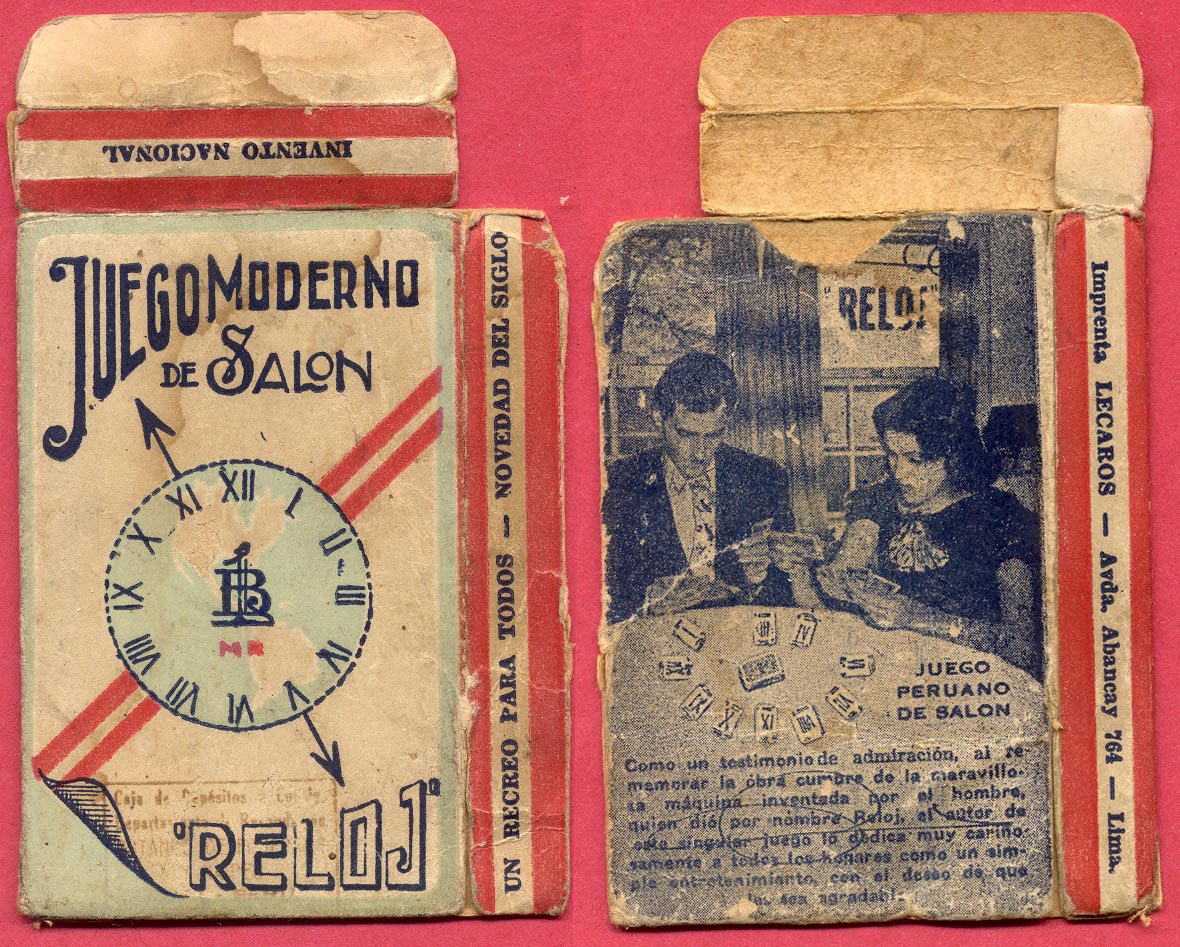 INVENTO NACIONAL
JUEGO MODERNO
DE SALON
XII
I
II
III
IV
V
VI
VII
VIII
IX
X
XI
B
MR
Caja de Depósitos
"RELOJ"
UN RECREO PARA TODOS — NOVEDAD DEL SIGLO
"RELOJ"
JUEGO
PERUANO
DE SALON
Como un testimonio de admiración, al re-
memorar la obra cumbre de la maravillo-
sa máquina inventada por el hombre,
quien dió por nombre Reloj, el autor de
este singular juego lo dedica muy cariño-
samente a todos los hogares como un sim-
ple entretenimiento, con el deseo de que
les sea agradable.
Imprenta LECAROS — Avda. Abancay 764 — Lima.